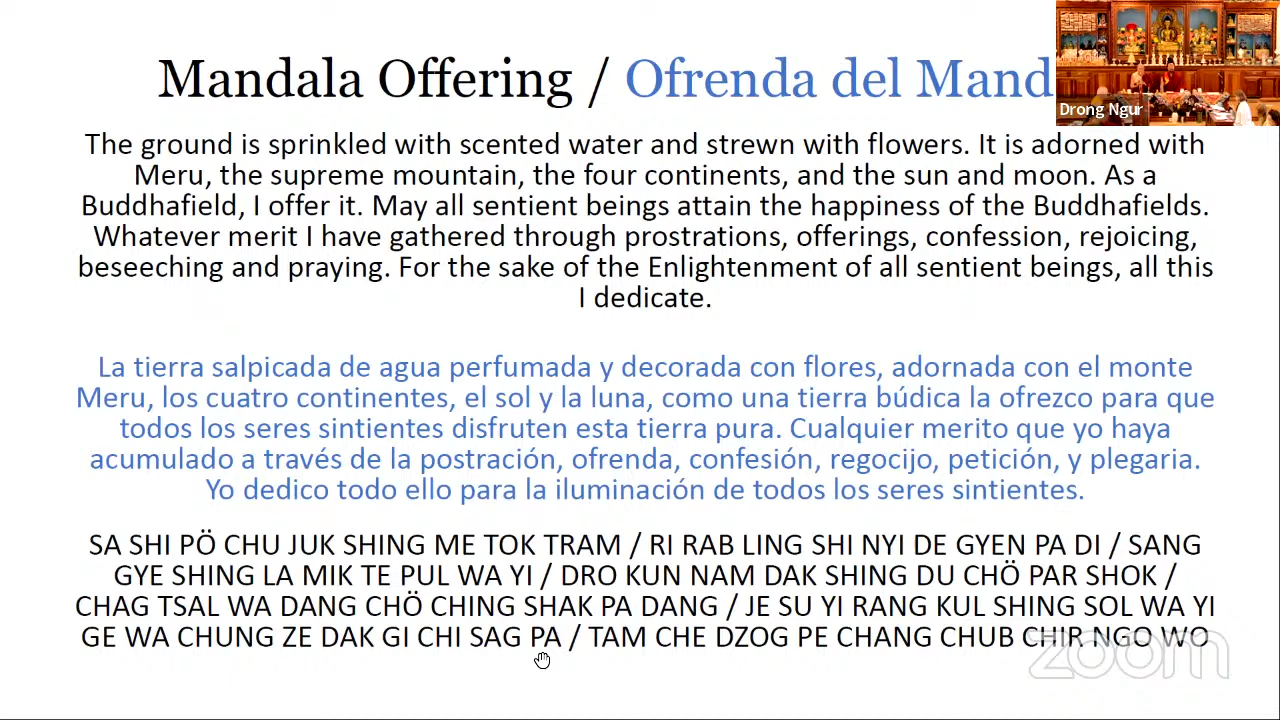 Mandala Offering / Ofrenda del Mand
Drong Ngur
The ground is sprinkled with scented water and strewn with flowers. It is adorned with
Meru, the supreme mountain, the four continents, and the sun and moon. As a
Buddhafield, I offer it. May all sentient beings attain the happiness of the Buddhafields.
Whatever merit I have gathered through prostrations, offerings, confession, rejoicing,
beseeching and praying. For the sake of the Enlightenment of all sentient beings, all this
I dedicate.
La tierra salpicada de agua perfumada y decorada con flores, adornada con el monte
Meru, los cuatro continentes, el sol y la luna, como una tierra búdica la ofrezco para que
todos los seres sintientes disfruten esta tierra pura. Cualquier merito que yo haya
acumulado a través de la postración, ofrenda, confesión, regocijo, petición, y plegaria.
Yo dedico todo ello para la iluminación de todos los seres sintientes.
SA SHI PÖ CHU JUK SHING ME TOK TRAM / RI RAB LING SHI NYI DE GYEN PA DI / SANG
GYE SHING LA MIK TE PUL WA YI / DRO KUN NAM DAK SHING DU CHÖ PAR SHOK /
CHAG TSAL WA DANG CHÖ CHING SHAK PA DANG / JE SU YI RANG KUL SHING SOL WA YI
GE WA CHUNG ZE DAK GI CHI SAG PA / TAM CHE DZOG PE CHANG CHUB CHIR NGO WO
zoom